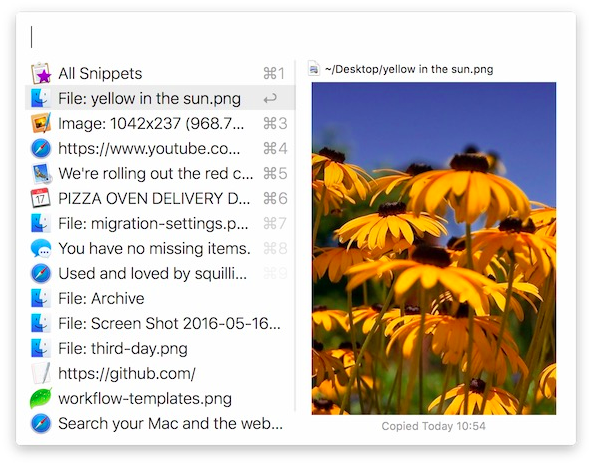 All Snippets ⌘1
File: yellow in the sun.png
Image: 1042x237 (968.7... ⌘3
https://www.youtube.co... ⌘4
We're rolling out the red c... ⌘5
PIZZA OVEN DELIVERY D... ⌘6
File: migration-settings.p... ⌘7
You have no missing items. ⌘8
Used and loved by squilli... ⌘9
File: Archive
File: Screen Shot 2016-05-16...
File: third-day.png
https://github.com/
workflow-templates.png
Search your Mac and the web...
~/Desktop/yellow in the sun.png
Copied Today 10:54